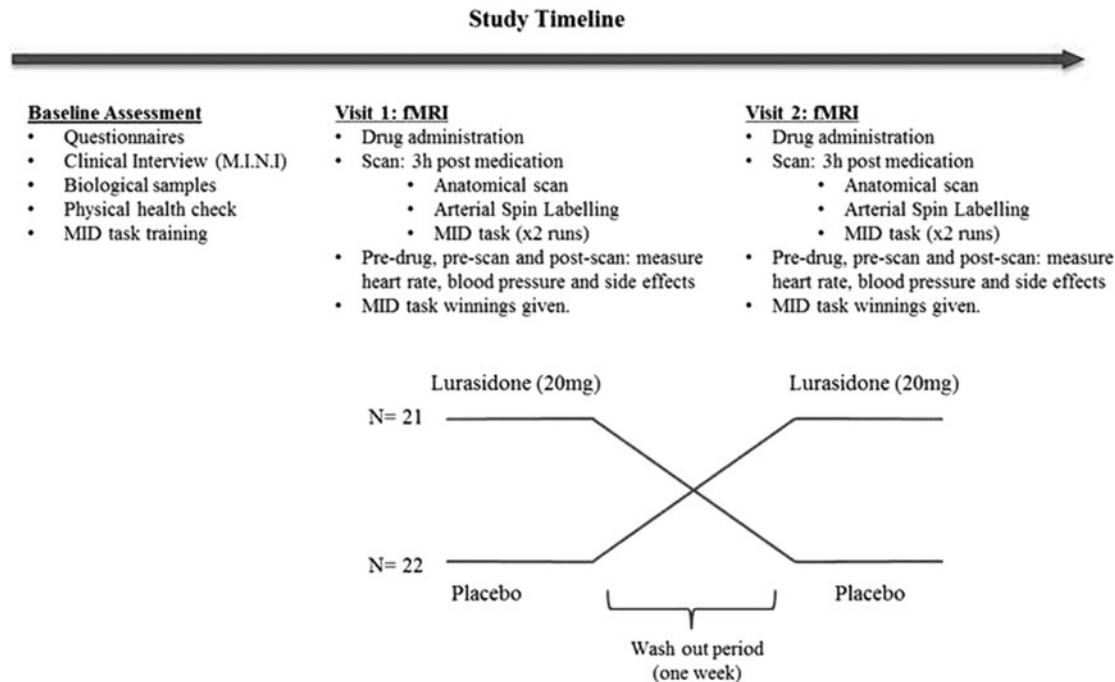 Study Timeline
Baseline Assessment
• Questionnaires
• Clinical Interview (M.I.N.I)
• Biological samples
• Physical health check
• MID task training
Visit 1: fMRI
• Drug administration
• Scan: 3h post medication
• Anatomical scan
• Arterial Spin Labelling
• MID task (x2 runs)
• Pre-drug, pre-scan and post-scan: measure
heart rate, blood pressure and side effects
• MID task winnings given.
Visit 2: fMRI
• Drug administration
• Scan: 3h post medication
• Anatomical scan
• Arterial Spin Labelling
• MID task (x2 runs)
• Pre-drug, pre-scan and post-scan: measure
heart rate, blood pressure and side effects
• MID task winnings given.
Lurasidone (20mg)
Lurasidone (20mg)
N= 21
N= 22
Placebo
Placebo
Wash out period
(one week)